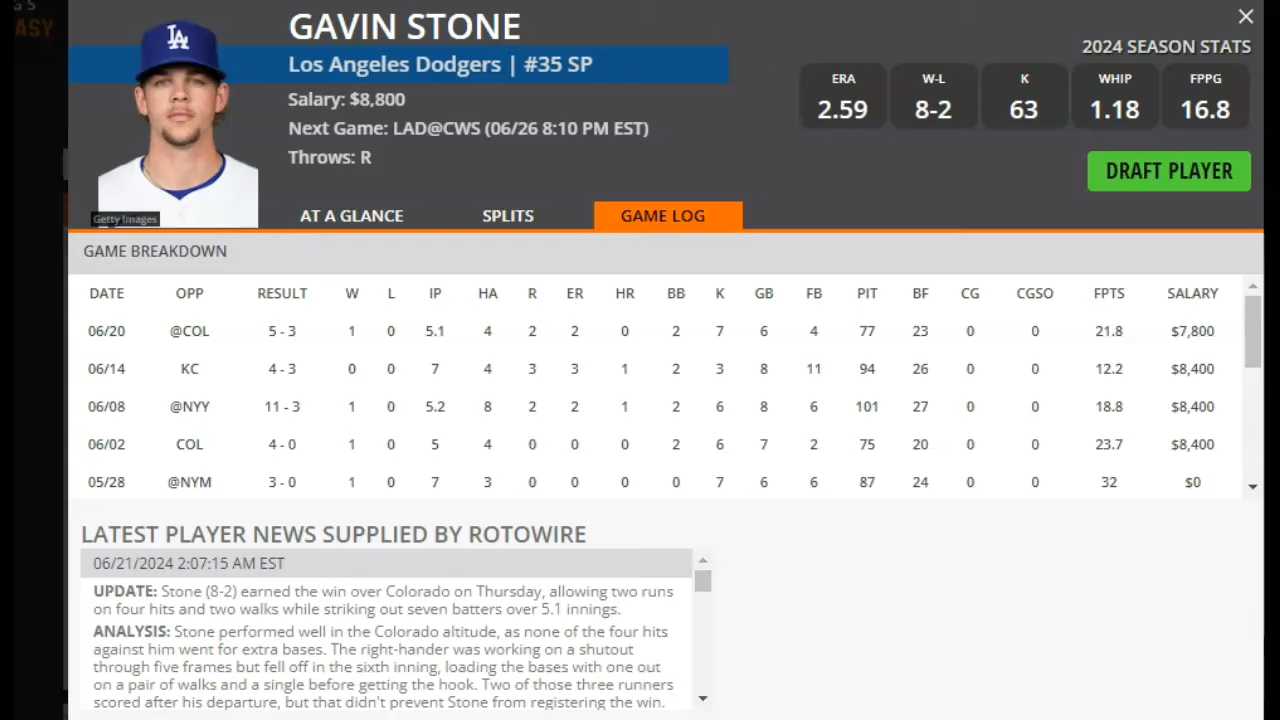 G S
ASY
LA
Getty Images
GAVIN STONE
Los Angeles Dodgers | #35 SP
Salary: $8,800
Next Game: LAD@CWS (06/26 8:10 PM EST)
Throws: R
2024 SEASON STATS
ERA W-L K WHIP FPPG
2.59 8-2 63 1.18 16.8
DRAFT PLAYER
AT A GLANCE SPLITS GAME LOG
GAME BREAKDOWN
DATE OPP RESULT W L IP HA R ER HR BB K GB FB PIT BF CG CGSO FPTS SALARY
06/20 @COL 5 - 3 1 0 5.1 4 2 2 0 2 7 6 4 77 23 0 0 21.8 $7,800
06/14 KC 4 - 3 0 0 7 4 3 3 1 2 3 8 11 94 26 0 0 12.2 $8,400
06/08 @NYY 11 - 3 1 0 5.2 8 2 2 1 2 6 8 6 101 27 0 0 18.8 $8,400
06/02 COL 4 - 0 1 0 5 4 0 0 0 2 6 7 2 75 20 0 0 23.7 $8,400
05/28 @NYM 3 - 0 1 0 7 3 0 0 0 0 7 6 6 87 24 0 0 32 $0
LATEST PLAYER NEWS SUPPLIED BY ROTOWIRE
06/21/2024 2:07:15 AM EST
UPDATE: Stone (8-2) earned the win over Colorado on Thursday, allowing two runs
on four hits and two walks while striking out seven batters over 5.1 innings.
ANALYSIS: Stone performed well in the Colorado altitude, as none of the four hits
against him went for extra bases. The right-hander was working on a shutout
through five frames but fell off in the sixth inning, loading the bases with one out
on a pair of walks and a single before getting the hook. Two of those three runners
scored after his departure, but that didn't prevent Stone from registering the win.